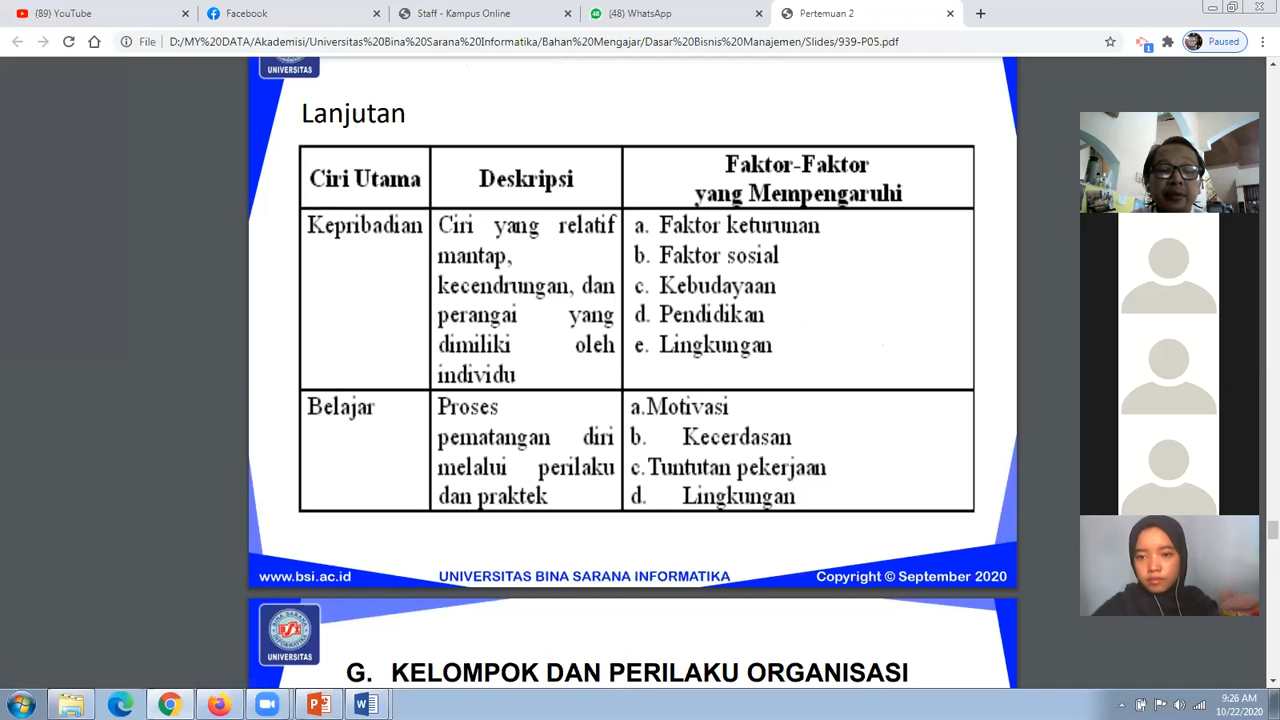 (89) YouTube
Facebook
Staff - Kampus Online
(48) WhatsApp
Pertemuan 2
File
D:/MY%20DATA/Akademisi/Universitas%20Bina%20Sarana%20Informatika/Bahan%20Mengajar/Dasar%20Bisnis%20Manajemen/Slides/939-P05.pdf
1
Paused
UNIVERSITAS
Lanjutan
Ciri Utama
Deskripsi
Faktor-Faktor
yang Mempengaruhi
Kepribadian
Ciri yang relatif
mantap,
kecendrungan, dan
perangai yang
dimiliki oleh
individu
a. Faktor keturunan
b. Faktor sosial
c. Kebudayaan
d. Pendidikan
e. Lingkungan
Belajar
Proses
pematangan diri
melalui perilaku
dan praktek
a.Motivasi
b. Kecerdasan
c.Tuntutan pekerjaan
d. Lingkungan
www.bsi.ac.id
UNIVERSITAS BINA SARANA INFORMATIKA
Copyright © September 2020
BINA SARANA
BSI
UNIVERSITAS
G. KELOMPOK DAN PERILAKU ORGANISASI
9:26 AM
10/22/2020